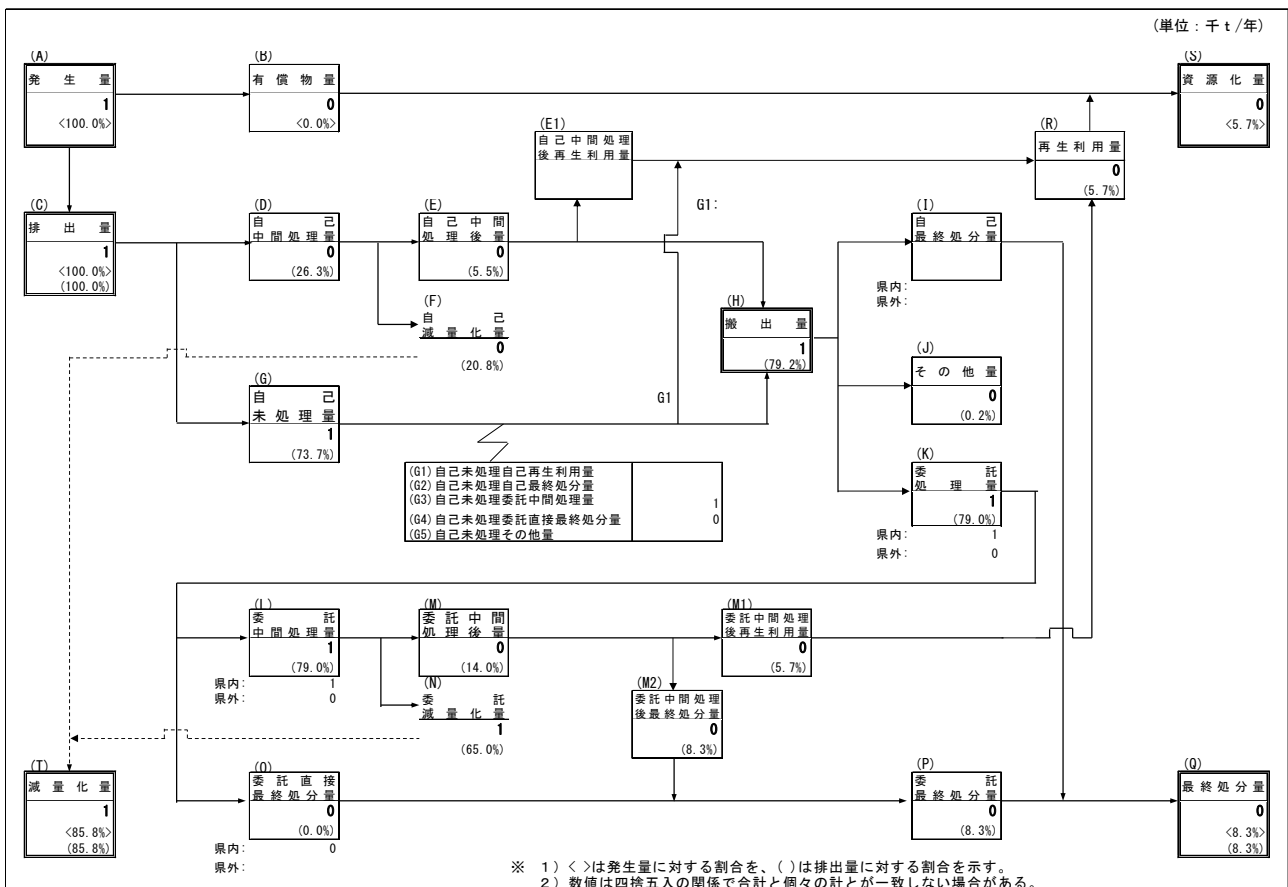 (単位：千ｔ/年)
(A)
発生量
1
<100.0%>
(B)
有償物量
0
<0.0%>
(S)
資源化量
0
<5.7%>
(E1)
自己中間処理
後再生利用量
(R)
再生利用量
0
(5.7%)
G1:
(C)
排出量
1
<100.0%>
(100.0%)
(D)
自己
中間処理量
0
(26.3%)
(E)
自己中間
処理後量
0
(5.5%)
(F)
自己
減量化量
0
(20.8%)
(I)
自己
最終処分量
県内:
県外:
(H)
搬出量
1
(79.2%)
(J)
その他量
0
(0.2%)
(G)
自己
未処理量
1
(73.7%)
G1
(G1)自己未処理自己再生利用量
(G2)自己未処理自己最終処分量
(G3)自己未処理委託中間処理量 1
(G4)自己未処理委託直接最終処分量 0
(G5)自己未処理その他量
(K)
委託
処理量
1
(79.0%)
県内: 1
県外: 0
(L)
委託
中間処理量
1
(79.0%)
県内: 1
県外: 0
(M)
委託中間
処理後量
0
(14.0%)
(M1)
委託中間処理
後再生利用量
0
(5.7%)
(N)
委託
減量化量
1
(65.0%)
(M2)
委託中間処理
後最終処分量
0
(8.3%)
(T)
減量化量
1
<85.8%>
(85.8%)
(O)
委託直接
最終処分量
0
(0.0%)
県内: 0
県外:
(P)
委託
最終処分量
0
(8.3%)
(Q)
最終処分量
0
<8.3%>
(8.3%)
※ 1）< >は発生量に対する割合を、( )は排出量に対する割合を示す。
2）数値は四捨五入の関係で合計と個々の計とが一致しない場合がある。